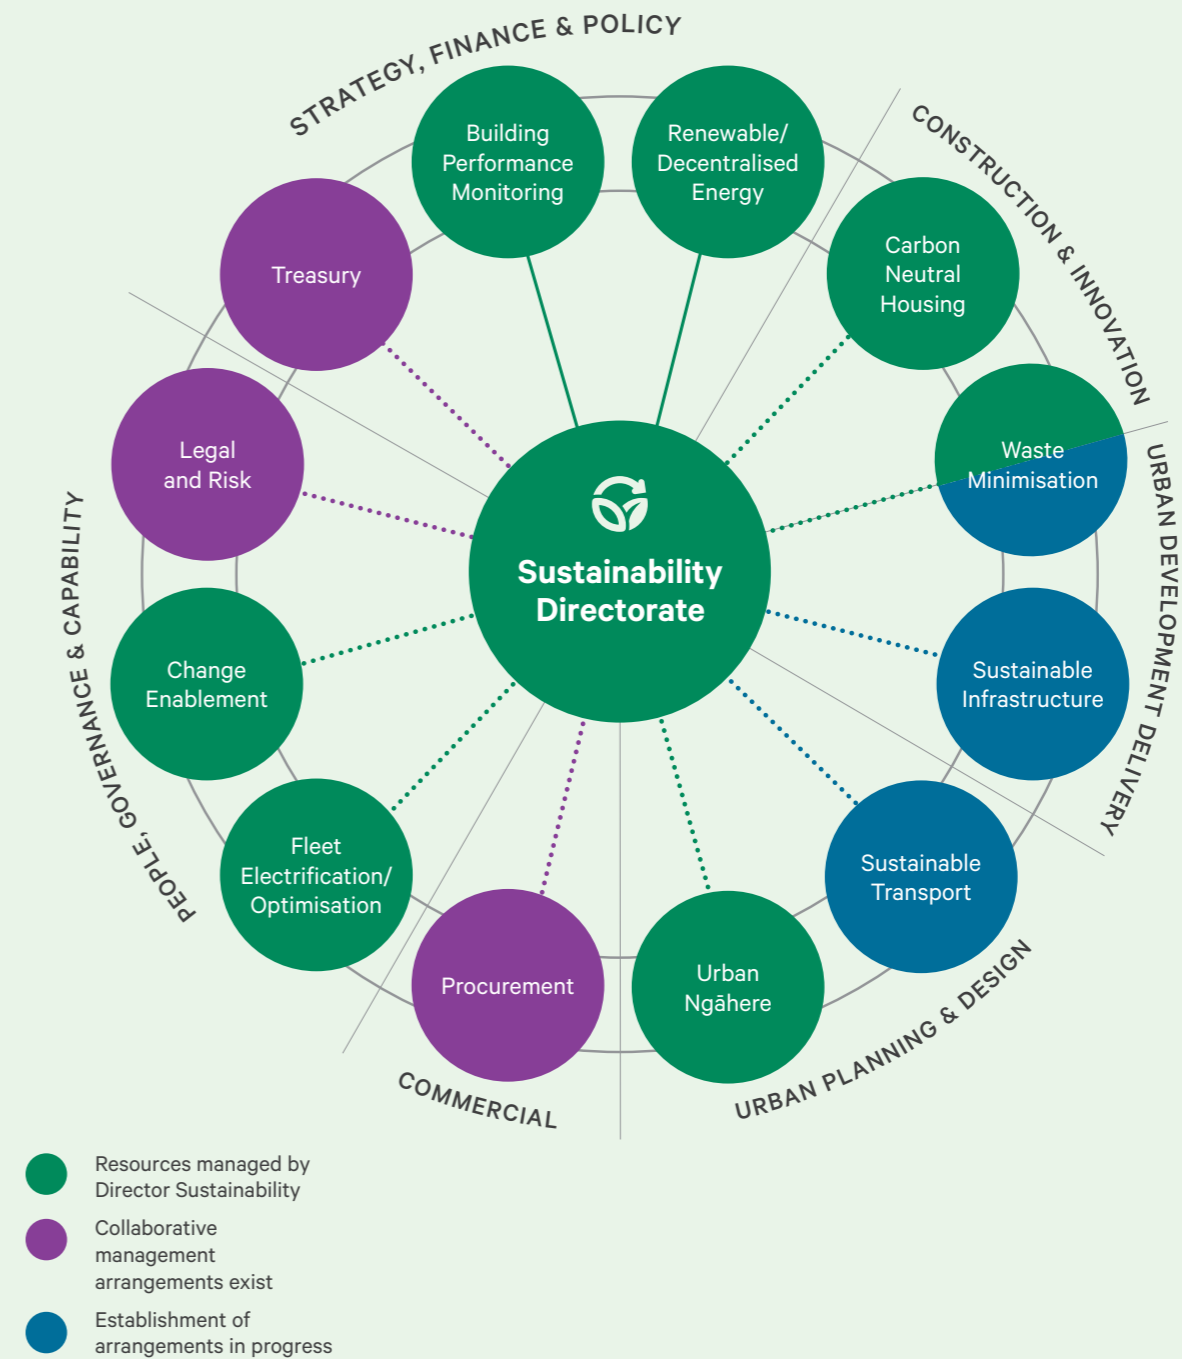 STRATEGY, FINANCE & POLICY
Building
Performance
Monitoring
Renewable/
Decentralised
Energy
CONSTRUCTION & INNOVATION
Carbon
Neutral
Housing
Waste
Minimisation
URBAN DEVELOPMENT DELIVERY
Sustainable
Infrastructure
Sustainable
Transport
URBAN PLANNING & DESIGN
Urban
Ngāhere
COMMERCIAL
Procurement
Fleet
Electrification/
Optimisation
PEOPLE, GOVERNANCE & CAPABILITY
Change
Enablement
Legal
and Risk
Treasury
Sustainability
Directorate
Resources managed by
Director Sustainability
Collaborative
management
arrangements exist
Establishment of
arrangements in progress